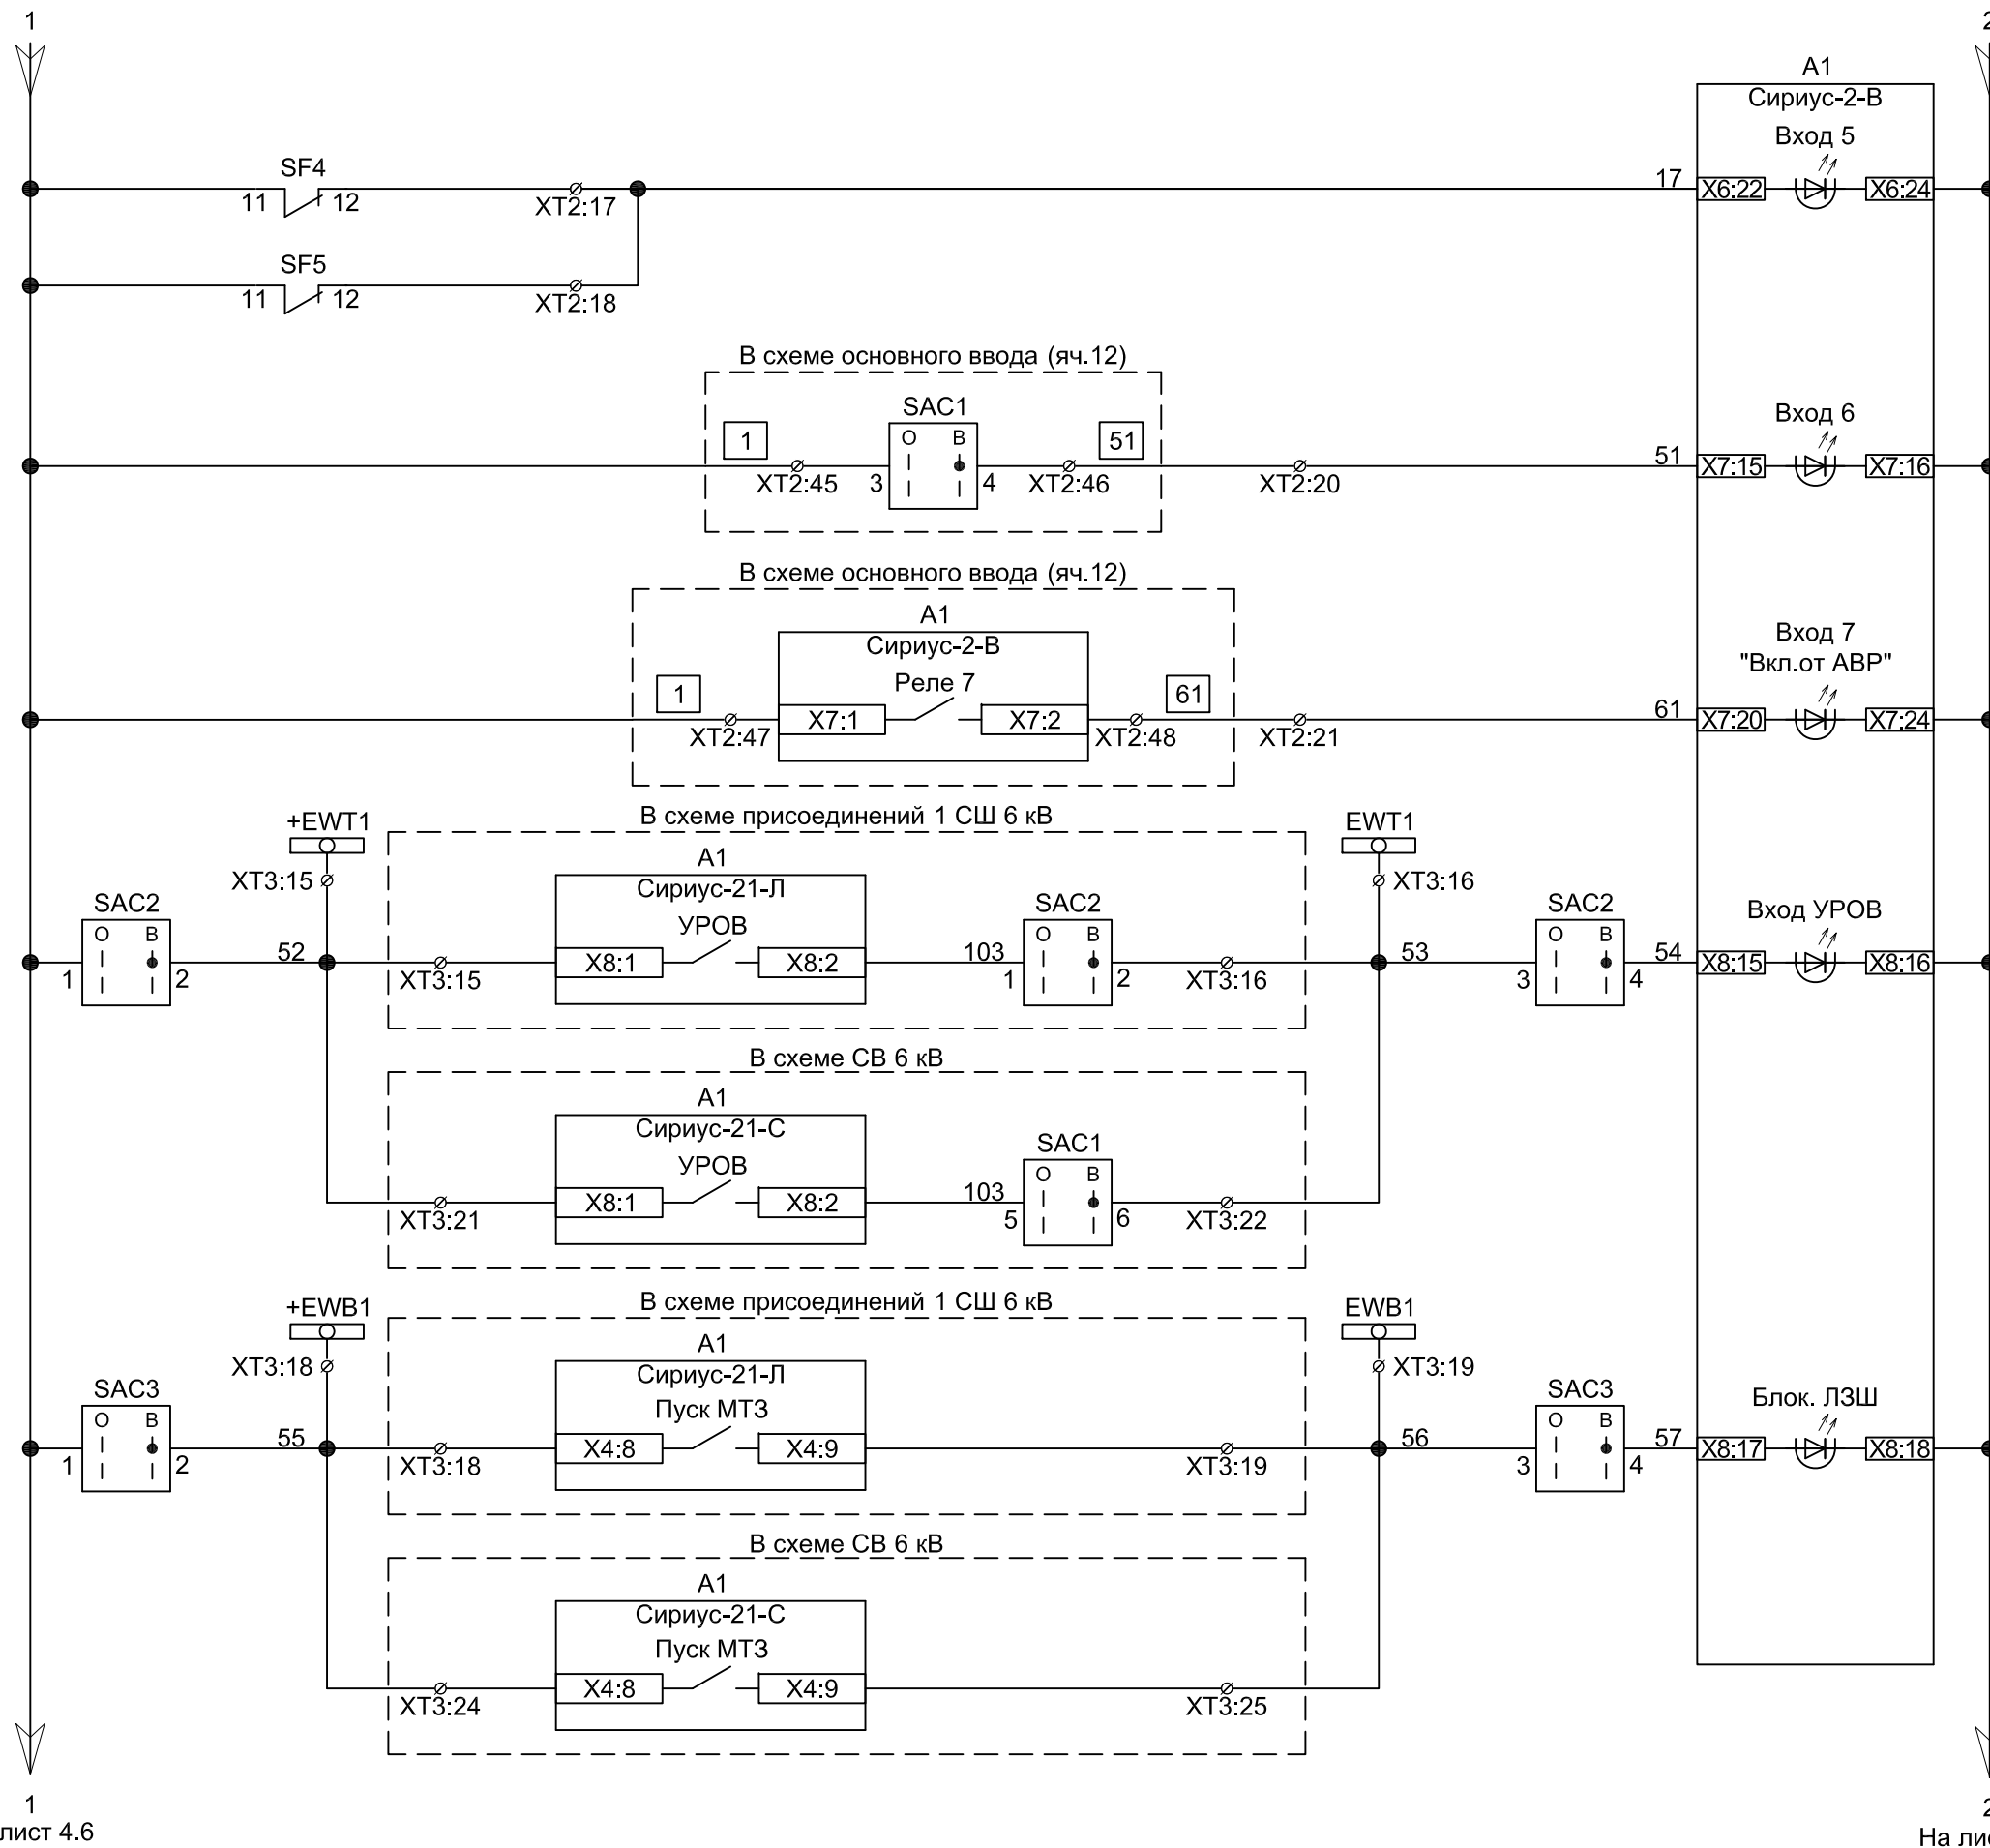 1
2
A1
Сириус-2-В
Вход 5
SF4
11
12
XT2:17
17
X6:22
X6:24
SF5
11
12
XT2:18
В схеме основного ввода (яч.12)
SAC1
1
О В
51
Вход 6
XT2:45
3
4
XT2:46
XT2:20
51
X7:15
X7:16
В схеме основного ввода (яч.12)
A1
Сириус-2-В
Реле 7
1
61
Вход 7
"Вкл.от АВР"
XT2:47
X7:1
X7:2
XT2:48
XT2:21
61
X7:20
X7:24
+EWT1
В схеме присоединений 1 СШ 6 кВ
EWT1
XT3:15
A1
Сириус-21-Л
УРОВ
XT3:16
SAC2
О В
1
2
52
XT3:15
X8:1
X8:2
103
SAC2
О В
1
2
XT3:16
53
SAC2
О В
3
4
54
Вход УРОВ
X8:15
X8:16
В схеме СВ 6 кВ
A1
Сириус-21-С
УРОВ
XT3:21
X8:1
X8:2
103
SAC1
О В
5
6
XT3:22
+EWB1
В схеме присоединений 1 СШ 6 кВ
EWB1
XT3:18
A1
Сириус-21-Л
Пуск МТЗ
XT3:19
SAC3
О В
1
2
55
XT3:18
X4:8
X4:9
XT3:19
56
SAC3
О В
3
4
57
Блок. ЛЗШ
X8:17
X8:18
В схеме СВ 6 кВ
A1
Сириус-21-С
Пуск МТЗ
XT3:24
X4:8
X4:9
XT3:25
1
лист 4.6
2
На лис